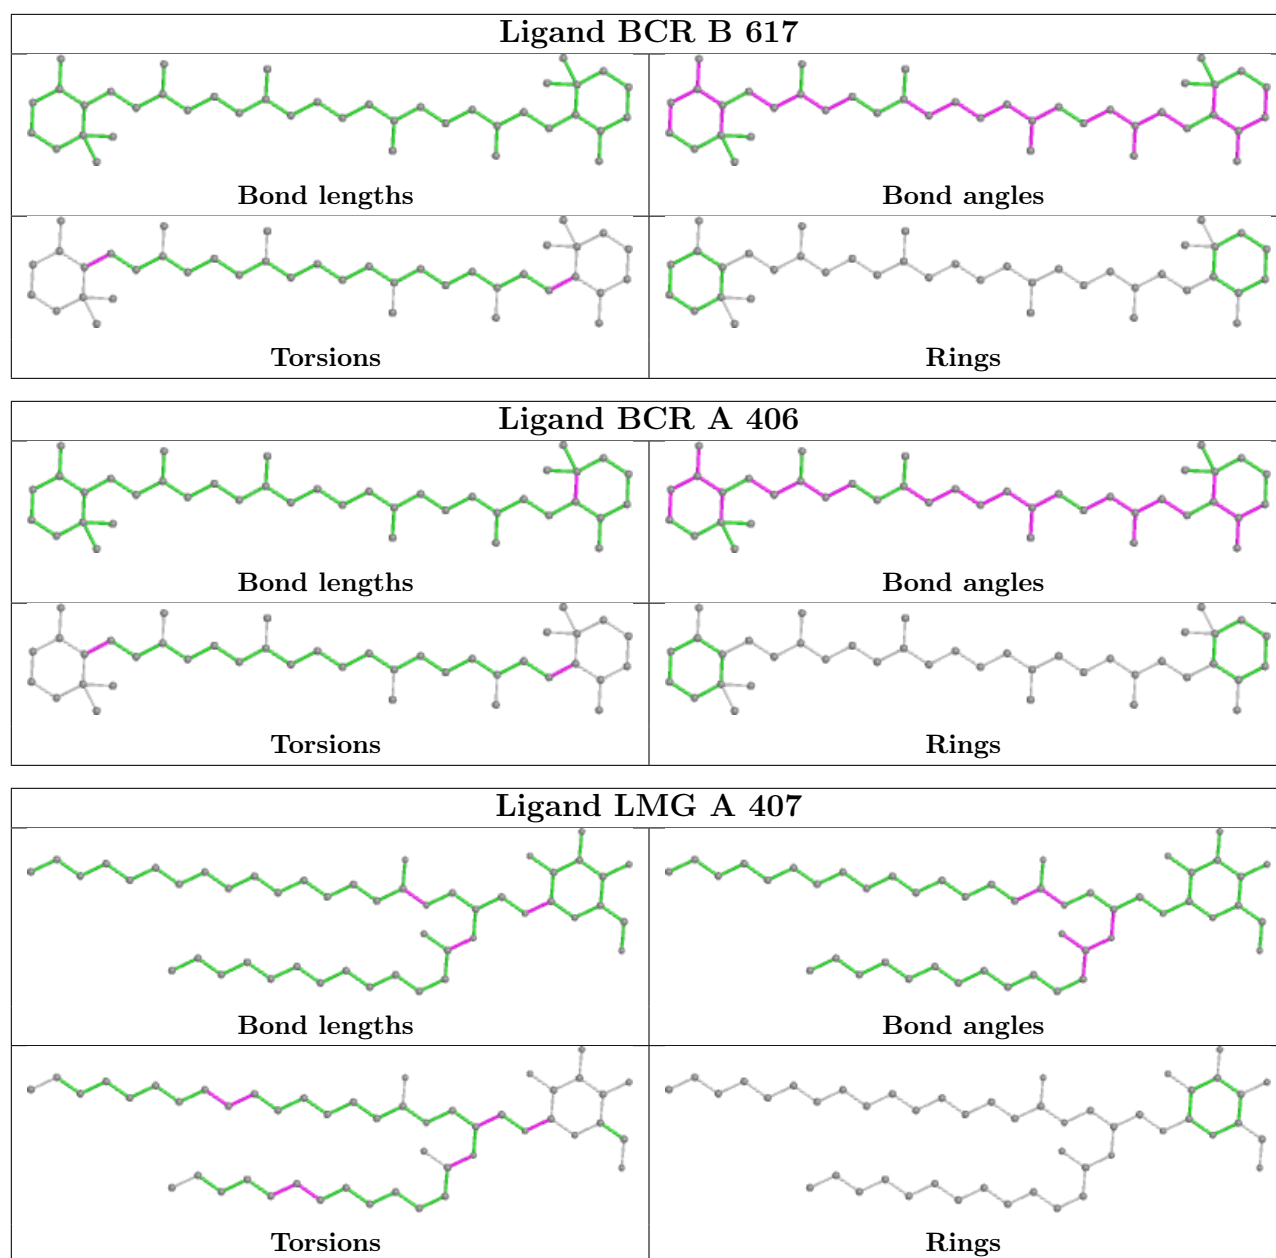 Ligand BCR B 617
Bond lengths
Bond angles
Torsions
Rings
Ligand BCR A 406
Bond lengths
Bond angles
Torsions
Rings
Ligand LMG A 407
Bond lengths
Bond angles
Torsions
Rings